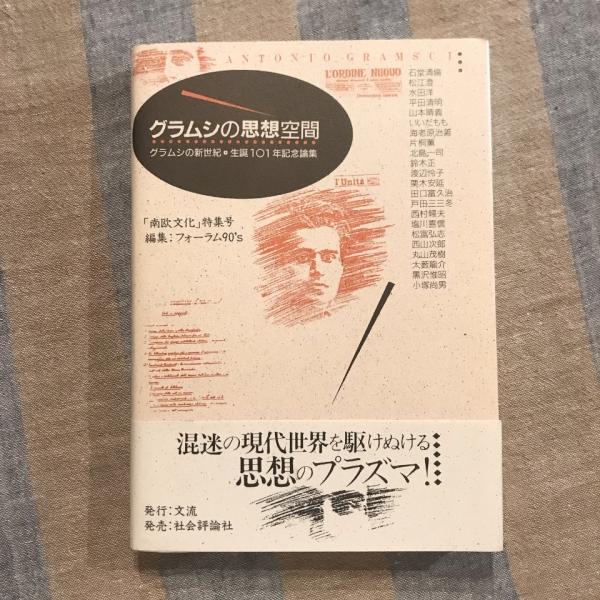 ANTONIO GRAMSCI
L'ORDINE NUOVO
グラムシの思想空間
グラムシの新世紀・生誕101年記念論集
l'Unità
「南欧文化」特集号
編集:フォーラム90's
石堂清倫
松江澄
水田洋
平田清明
山本晴義
いいだもも
海老原治善
片桐薫
北島一司
鈴木正
渡辺怜子
菊本安延
田口富久治
戸田三三冬
西村暢夫
塩川喜信
松富弘志
西山次郎
丸山茂樹
大藪龍介
黒沢惟昭
小塚尚男
混迷の現代世界を駆けぬける
思想のプラズマ!
発行:文流
発売:社会評論社